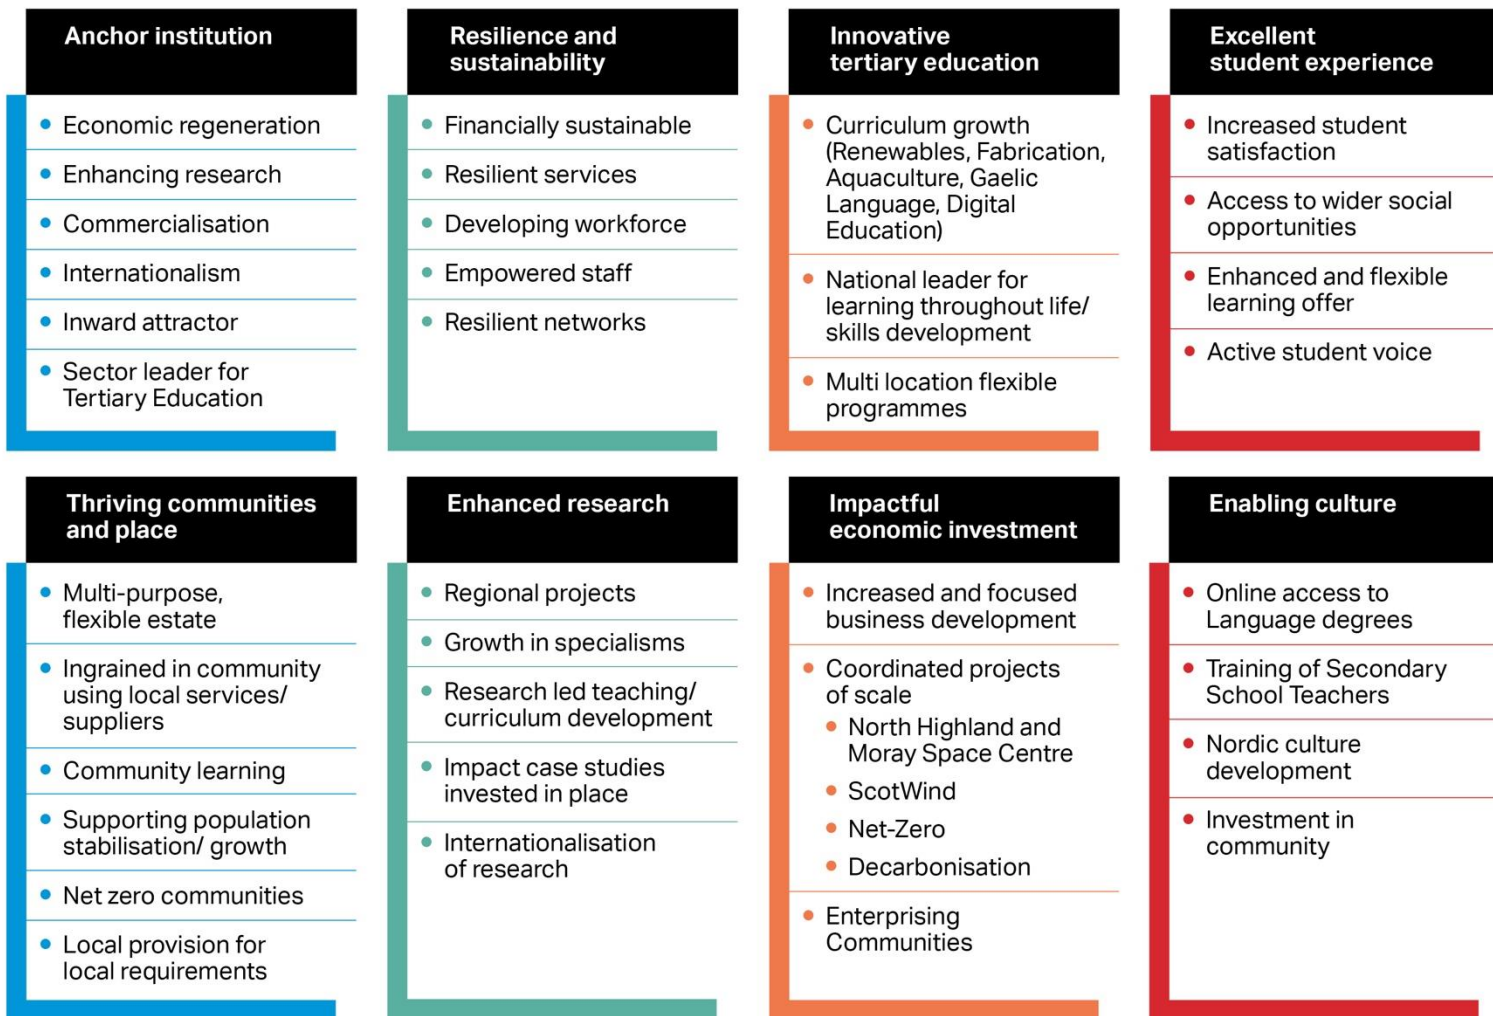 Anchor institution
Economic regeneration
Enhancing research
Commercialisation
Internationalism
Inward attractor
Sector leader for
Tertiary Education
Resilience and
sustainability
Financially sustainable
Resilient services
Developing workforce
Empowered staff
Resilient networks
Innovative
tertiary education
Curriculum growth
(Renewables, Fabrication,
Aquaculture, Gaelic
Language, Digital
Education)
National leader for
learning throughout life/
skills development
Multi location flexible
programmes
Excellent
student experience
Increased student
satisfaction
Access to wider social
opportunities
Enhanced and flexible
learning offer
Active student voice
Thriving communities
and place
Multi-purpose,
flexible estate
Ingrained in community
using local services/
suppliers
Community learning
Supporting population
stabilisation/ growth
Net zero communities
Local provision for
local requirements
Enhanced research
Regional projects
Growth in specialisms
Research led teaching/
curriculum development
Impact case studies
invested in place
Internationalisation
of research
Impactful
economic investment
Increased and focused
business development
Coordinated projects
of scale
North Highland and
Moray Space Centre
ScotWind
Net-Zero
Decarbonisation
Enterprising
Communities
Enabling culture
Online access to
Language degrees
Training of Secondary
School Teachers
Nordic culture
development
Investment in
community